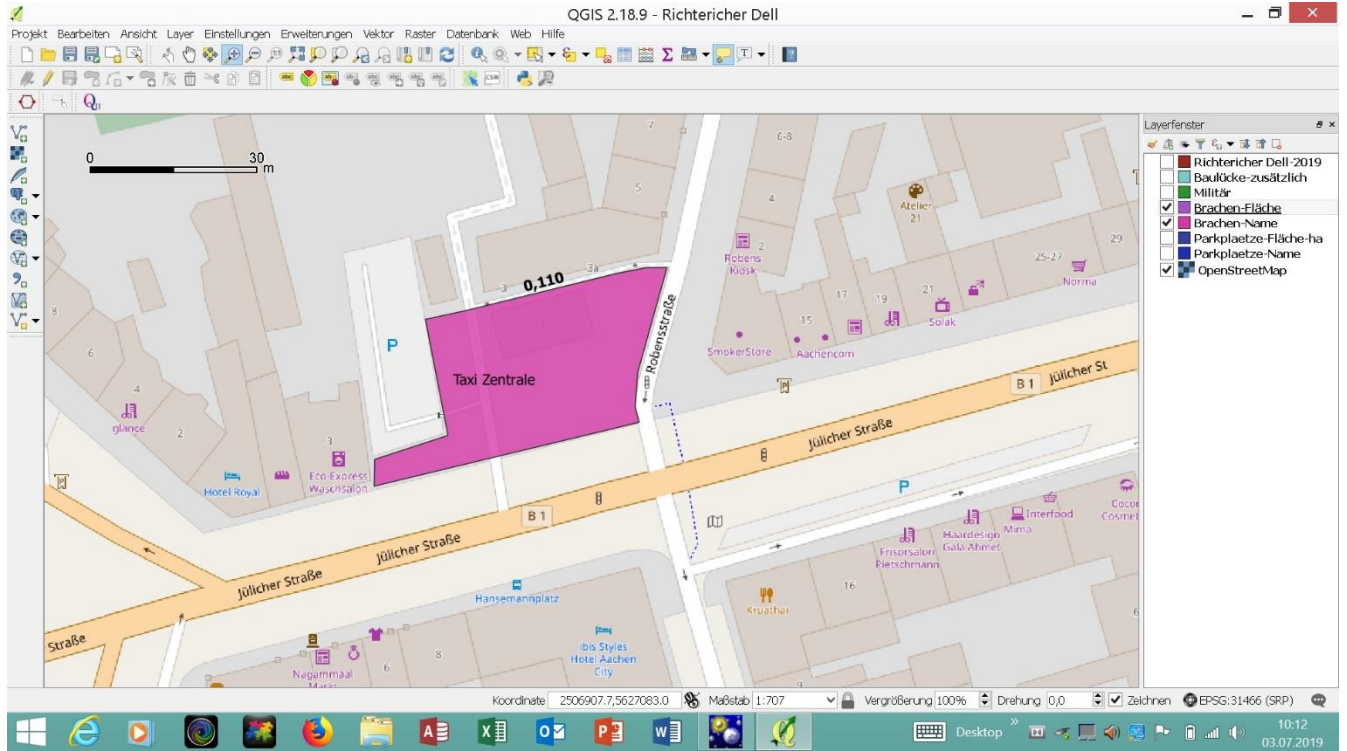 QGIS 2.18.9 - Richtericher Dell
Projekt Bearbeiten Ansicht Layer Einstellungen Erweiterungen Vektor Raster Datenbank Web Hilfe
Layerfenster
Richtericher Dell-2019
Baulücke-zusätzlich
Militär
Brachen-Fläche
Brachen-Name
Parkplaetze-Fläche-ha
Parkplaetze-Name
OpenStreetMap
0 30
m
7
6-8
5
4
Atelier
21
2
Robens
Kiosk
29
25-27
Norma
3a
3
0,110
17
19
21
Solak
15
8
P
Robensstraße
SmokerStore
Aachencom
6
Taxi Zentrale
B 1
Jülicher St
4
glance
2
3
Jülicher Straße
Hotel Royal
Eco-Express
Waschsalon
P
B 1
Interfood
Cocor
Cosmet
Haardesign
Gala Ahmet
Mima
Jülicher Straße
Frisörsalon
Pietschmann
Jülicher Straße
Hansemannplatz
16
Kruathai
Straße
ibis Styles
Hotel Aachen
City
8
6
6
Nagammaal
Markt
Koordinate 2506907.7,5627083.0 Maßstab 1:707 Vergrößerung 100% Drehung 0,0 Zeichnen EPSG:31466 (SRP)
Desktop
10:12
03.07.2019